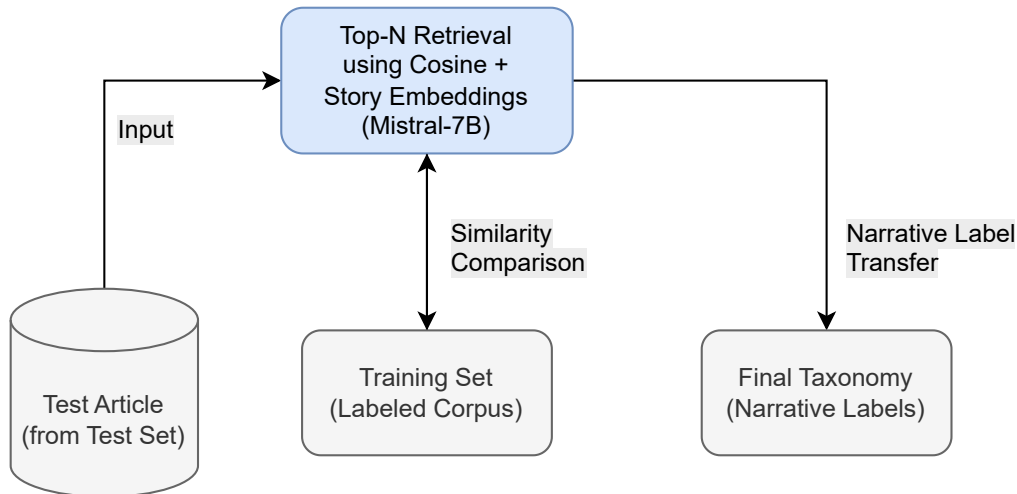 Top-N Retrieval
using Cosine +
Story Embeddings
(Mistral-7B)
Input
Similarity
Comparison
Narrative Label
Transfer
Test Article
(from Test Set)
Training Set
(Labeled Corpus)
Final Taxonomy
(Narrative Labels)